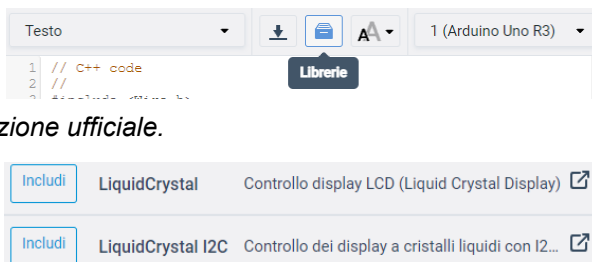 Testo
A A
1 (Arduino Uno R3)
1 // C++ code
2 //
Librerie
zione ufficiale.
Includi LiquidCrystal Controllo display LCD (Liquid Crystal Display)
Includi LiquidCrystal I2C Controllo dei display a cristalli liquidi con I2...